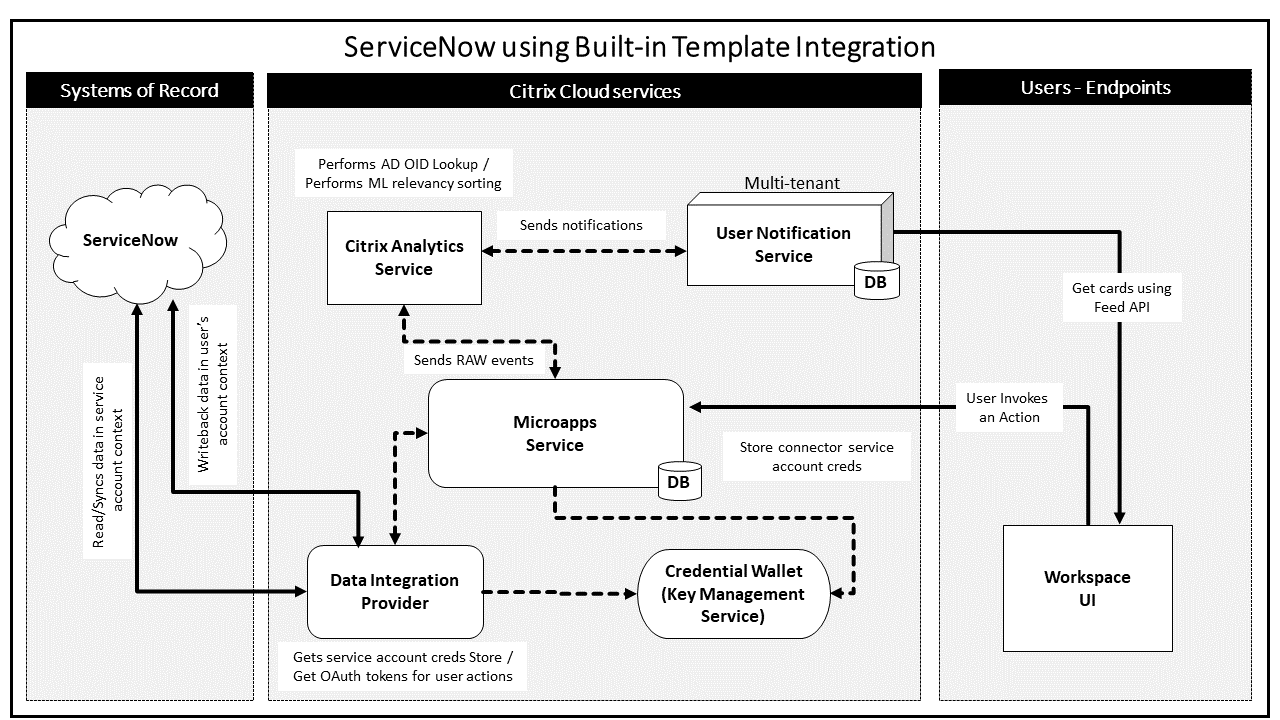 ServiceNow using Built-in Template Integration
Systems of Record
Citrix Cloud services
Users - Endpoints
Performs AD OID Lookup /
Performs ML relevancy sorting
Multi-tenant
ServiceNow
Citrix Analytics
Service
Sends notifications
User Notification
Service
DB
Get cards using
Feed API
Sends RAW events
Writeback data in user's
account context
Read/Syncs data in service
account context
Microapps
Service
DB
User Invokes
an Action
Store connector service
account creds
Data Integration
Provider
Credential Wallet
(Key Management
Service)
Workspace
UI
Gets service account creds Store /
Get OAuth tokens for user actions